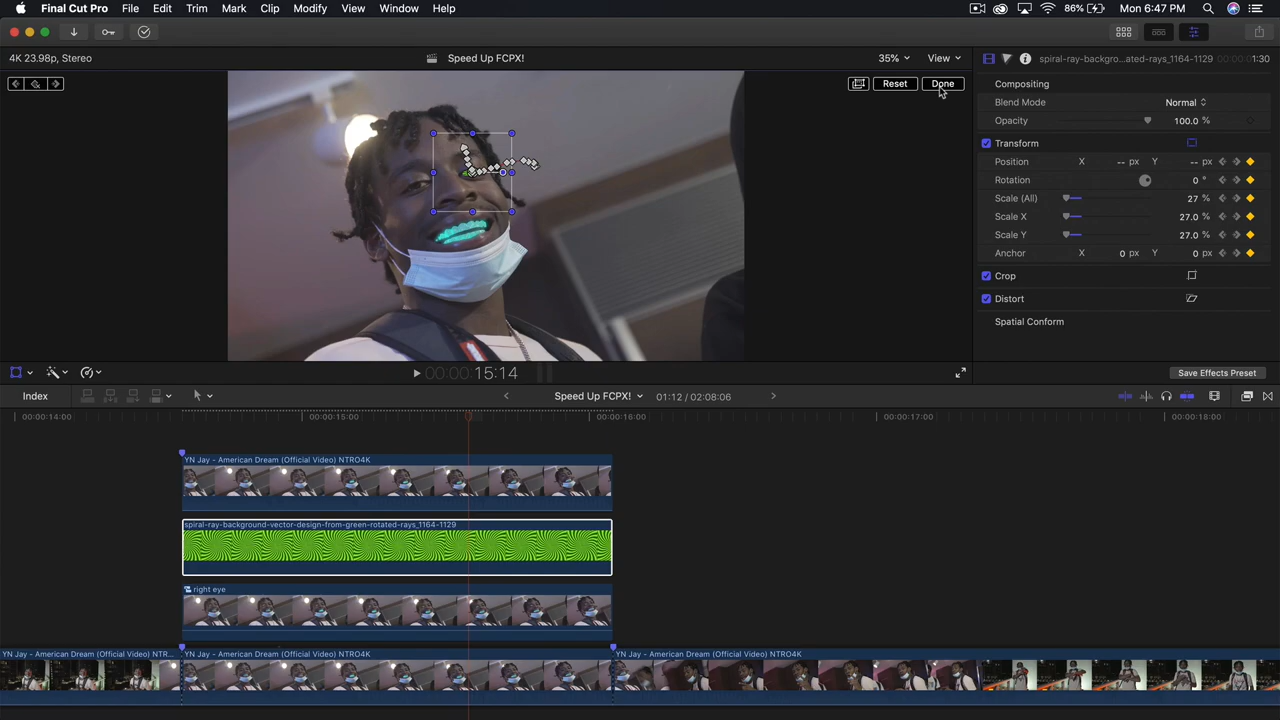 Final Cut Pro File Edit Trim Mark Clip Modify View Window Help 86% Mon 6:47 PM
4K 23.98p, Stereo Speed Up FCPX! 35% View spiral-ray-backgro...ated-rays_1164-1129 00:00:01:30
Reset Done
Compositing
Blend Mode Normal
Opacity 100.0 %
Transform
Position X -- px Y -- px
Rotation 0 °
Scale (All) 27 %
Scale X 27.0 %
Scale Y 27.0 %
Anchor X 0 px Y 0 px
Crop
Distort
Spatial Conform
00:00:15:14 Save Effects Preset
Index Speed Up FCPX! 01:12 / 02:08:06
00:00:14:00 00:00:15:00 00:00:16:00 00:00:17:00 00:00:18:00
YN Jay - American Dream (Official Video) NTRO4K
spiral-ray-background-vector-design-from-green-rotated-rays_1164-1129
right eye
YN Jay - American Dream (Official Video) NTR... YN Jay - American Dream (Official Video) NTRO4K YN Jay - American Dream (Official Video) NTRO4K